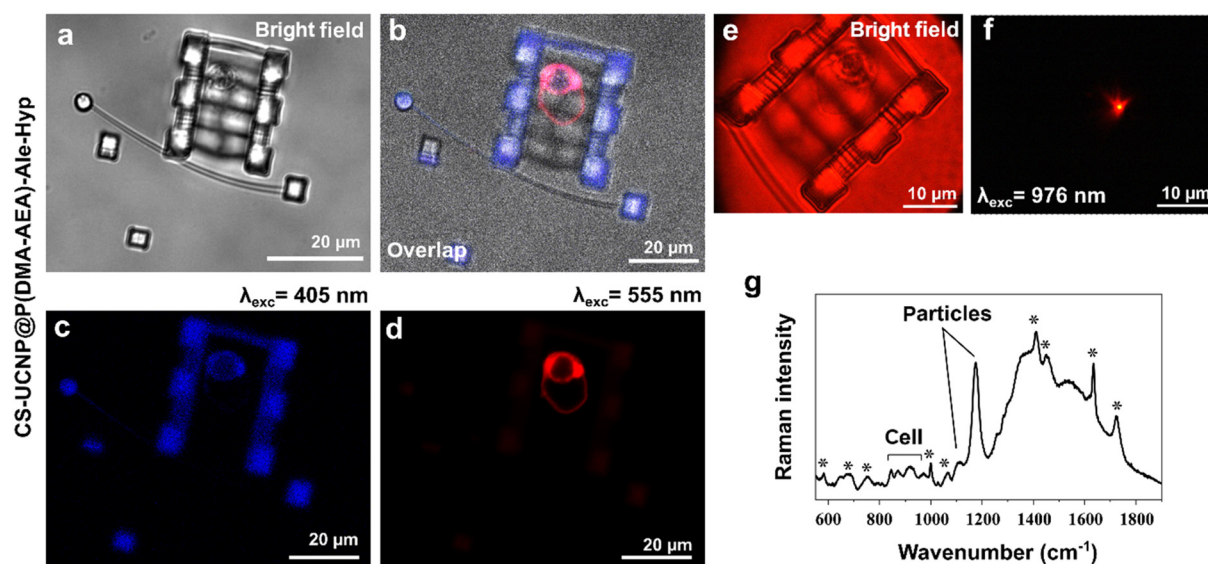 CS-UCNP@P(DMA-AEA)-Ale-Hyp
a
Bright field
20 µm
b
Overlap
20 µm
e
Bright field
10 µm
f
λexc= 976 nm
10 µm
λexc= 405 nm
λexc= 555 nm
c
20 µm
d
20 µm
g
Raman intensity
Particles
Cell
* * * * * * * * *
600 800 1000 1200 1400 1600 1800
Wavenumber (cm-1)